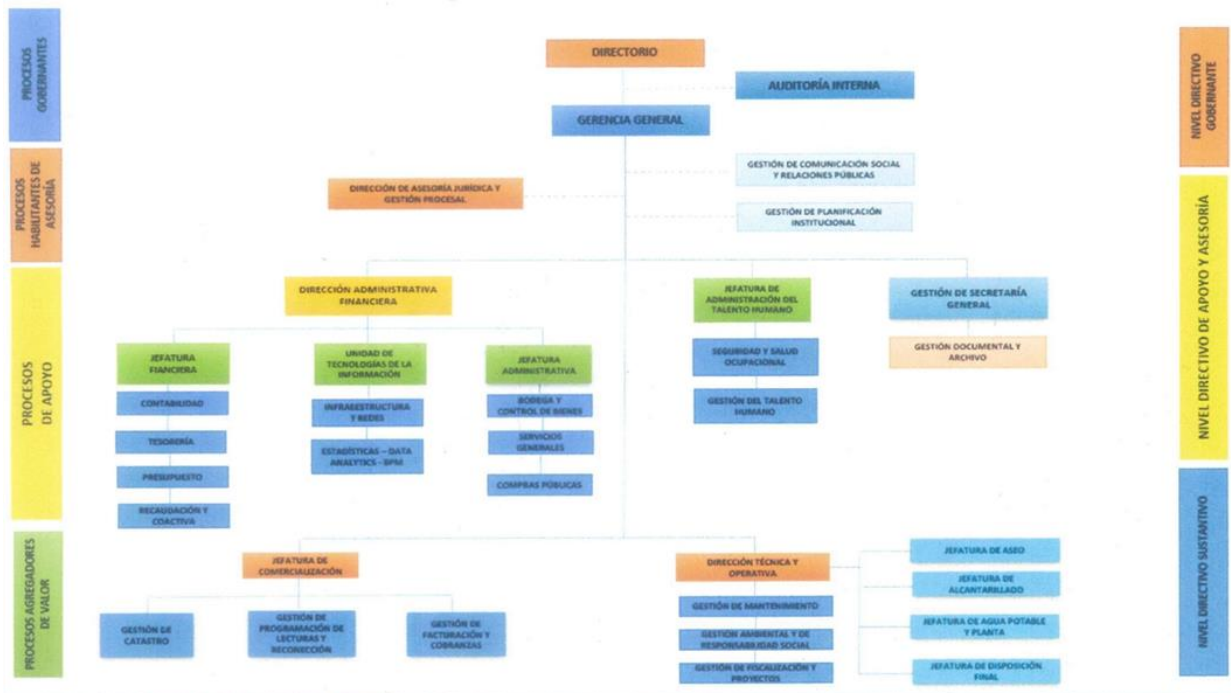 PROCESOS
GOBERNANTES
DIRECTORIO
AUDITORÍA INTERNA
GERENCIA GENERAL
NIVEL DIRECTIVO
GOBERNANTE
PROCESOS
HABILITANTES DE
ASESORÍA
GESTIÓN DE COMUNICACIÓN SOCIAL
Y RELACIONES PÚBLICAS
DIRECCIÓN DE ASESORÍA JURÍDICA Y
GESTIÓN PROCESAL
GESTIÓN DE PLANIFICACIÓN
INSTITUCIONAL
NIVEL DIRECTIVO DE APOYO Y ASESORÍA
PROCESOS
DE APOYO
DIRECCIÓN ADMINISTRATIVA
FINANCIERA
JEFATURA DE
ADMINISTRACIÓN DEL
TALENTO HUMANO
GESTIÓN DE SECRETARÍA
GENERAL
JEFATURA
FIANCIERA
UNIDAD DE
TECNOLOGÍAS DE LA
INFORMACIÓN
JEFATURA
ADMINISTRATIVA
SEGURIDAD Y SALUD
OCUPACIONAL
GESTIÓN DOCUMENTAL Y
ARCHIVO
CONTABILIDAD
INFRAESTRUCTURA
Y REDES
BODEGA Y
CONTROL DE BIENES
GESTIÓN DEL TALENTO
HUMANO
TESORERÍA
ESTADÍSTICAS – DATA
ANALYTICS – BPM
SERVICIOS
GENERALES
PRESUPUESTO
COMPRAS PÚBLICAS
RECAUDACIÓN Y
COACTIVA
PROCESOS AGREGADORES
DE VALOR
JEFATURA DE
COMERCIALIZACIÓN
DIRECCIÓN TÉCNICA Y
OPERATIVA
JEFATURA DE ASEO
NIVEL DIRECTIVO SUSTANTIVO
JEFATURA DE
ALCANTARILLADO
GESTIÓN DE
CATASTRO
GESTIÓN DE
PROGRAMACIÓN DE
LECTURAS Y
RECONECCIÓN
GESTIÓN DE
FACTURACIÓN Y
COBRANZAS
GESTIÓN DE MANTENIMIENTO
JEFATURA DE AGUA POTABLE
Y PLANTA
GESTIÓN AMBIENTAL Y DE
RESPONSABILIDAD SOCIAL
GESTIÓN DE FISCALIZACIÓN Y
PROYECTOS
JEFATURA DE DISPOSICIÓN
FINAL